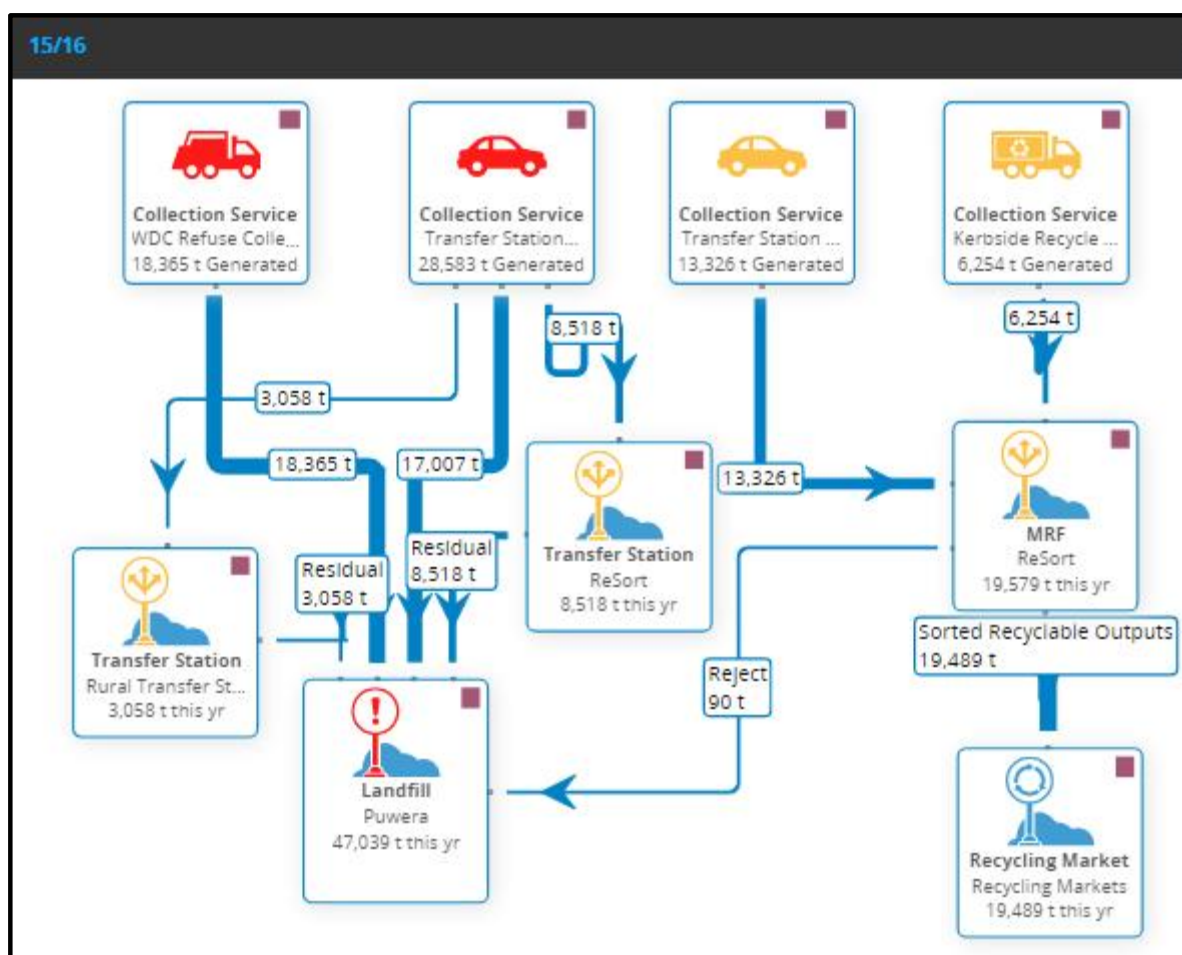 15/16
Collection Service
WDC Refuse Colle...
18,365 t Generated
Collection Service
Transfer Station...
28,583 t Generated
Collection Service
Transfer Station ...
13,326 t Generated
Collection Service
Kerbside Recycle ...
6,254 t Generated
8,518 t
6,254 t
3,058 t
18,365 t
17,007 t
13,326 t
Residual
3,058 t
Residual
8,518 t
Transfer Station
ReSort
8,518 t this yr
MRF
ReSort
19,579 t this yr
Transfer Station
Rural Transfer St...
3,058 t this yr
Sorted Recyclable Outputs
19,489 t
Reject
90 t
Landfill
Puwera
47,039 t this yr
Recycling Market
Recycling Markets
19,489 t this yr